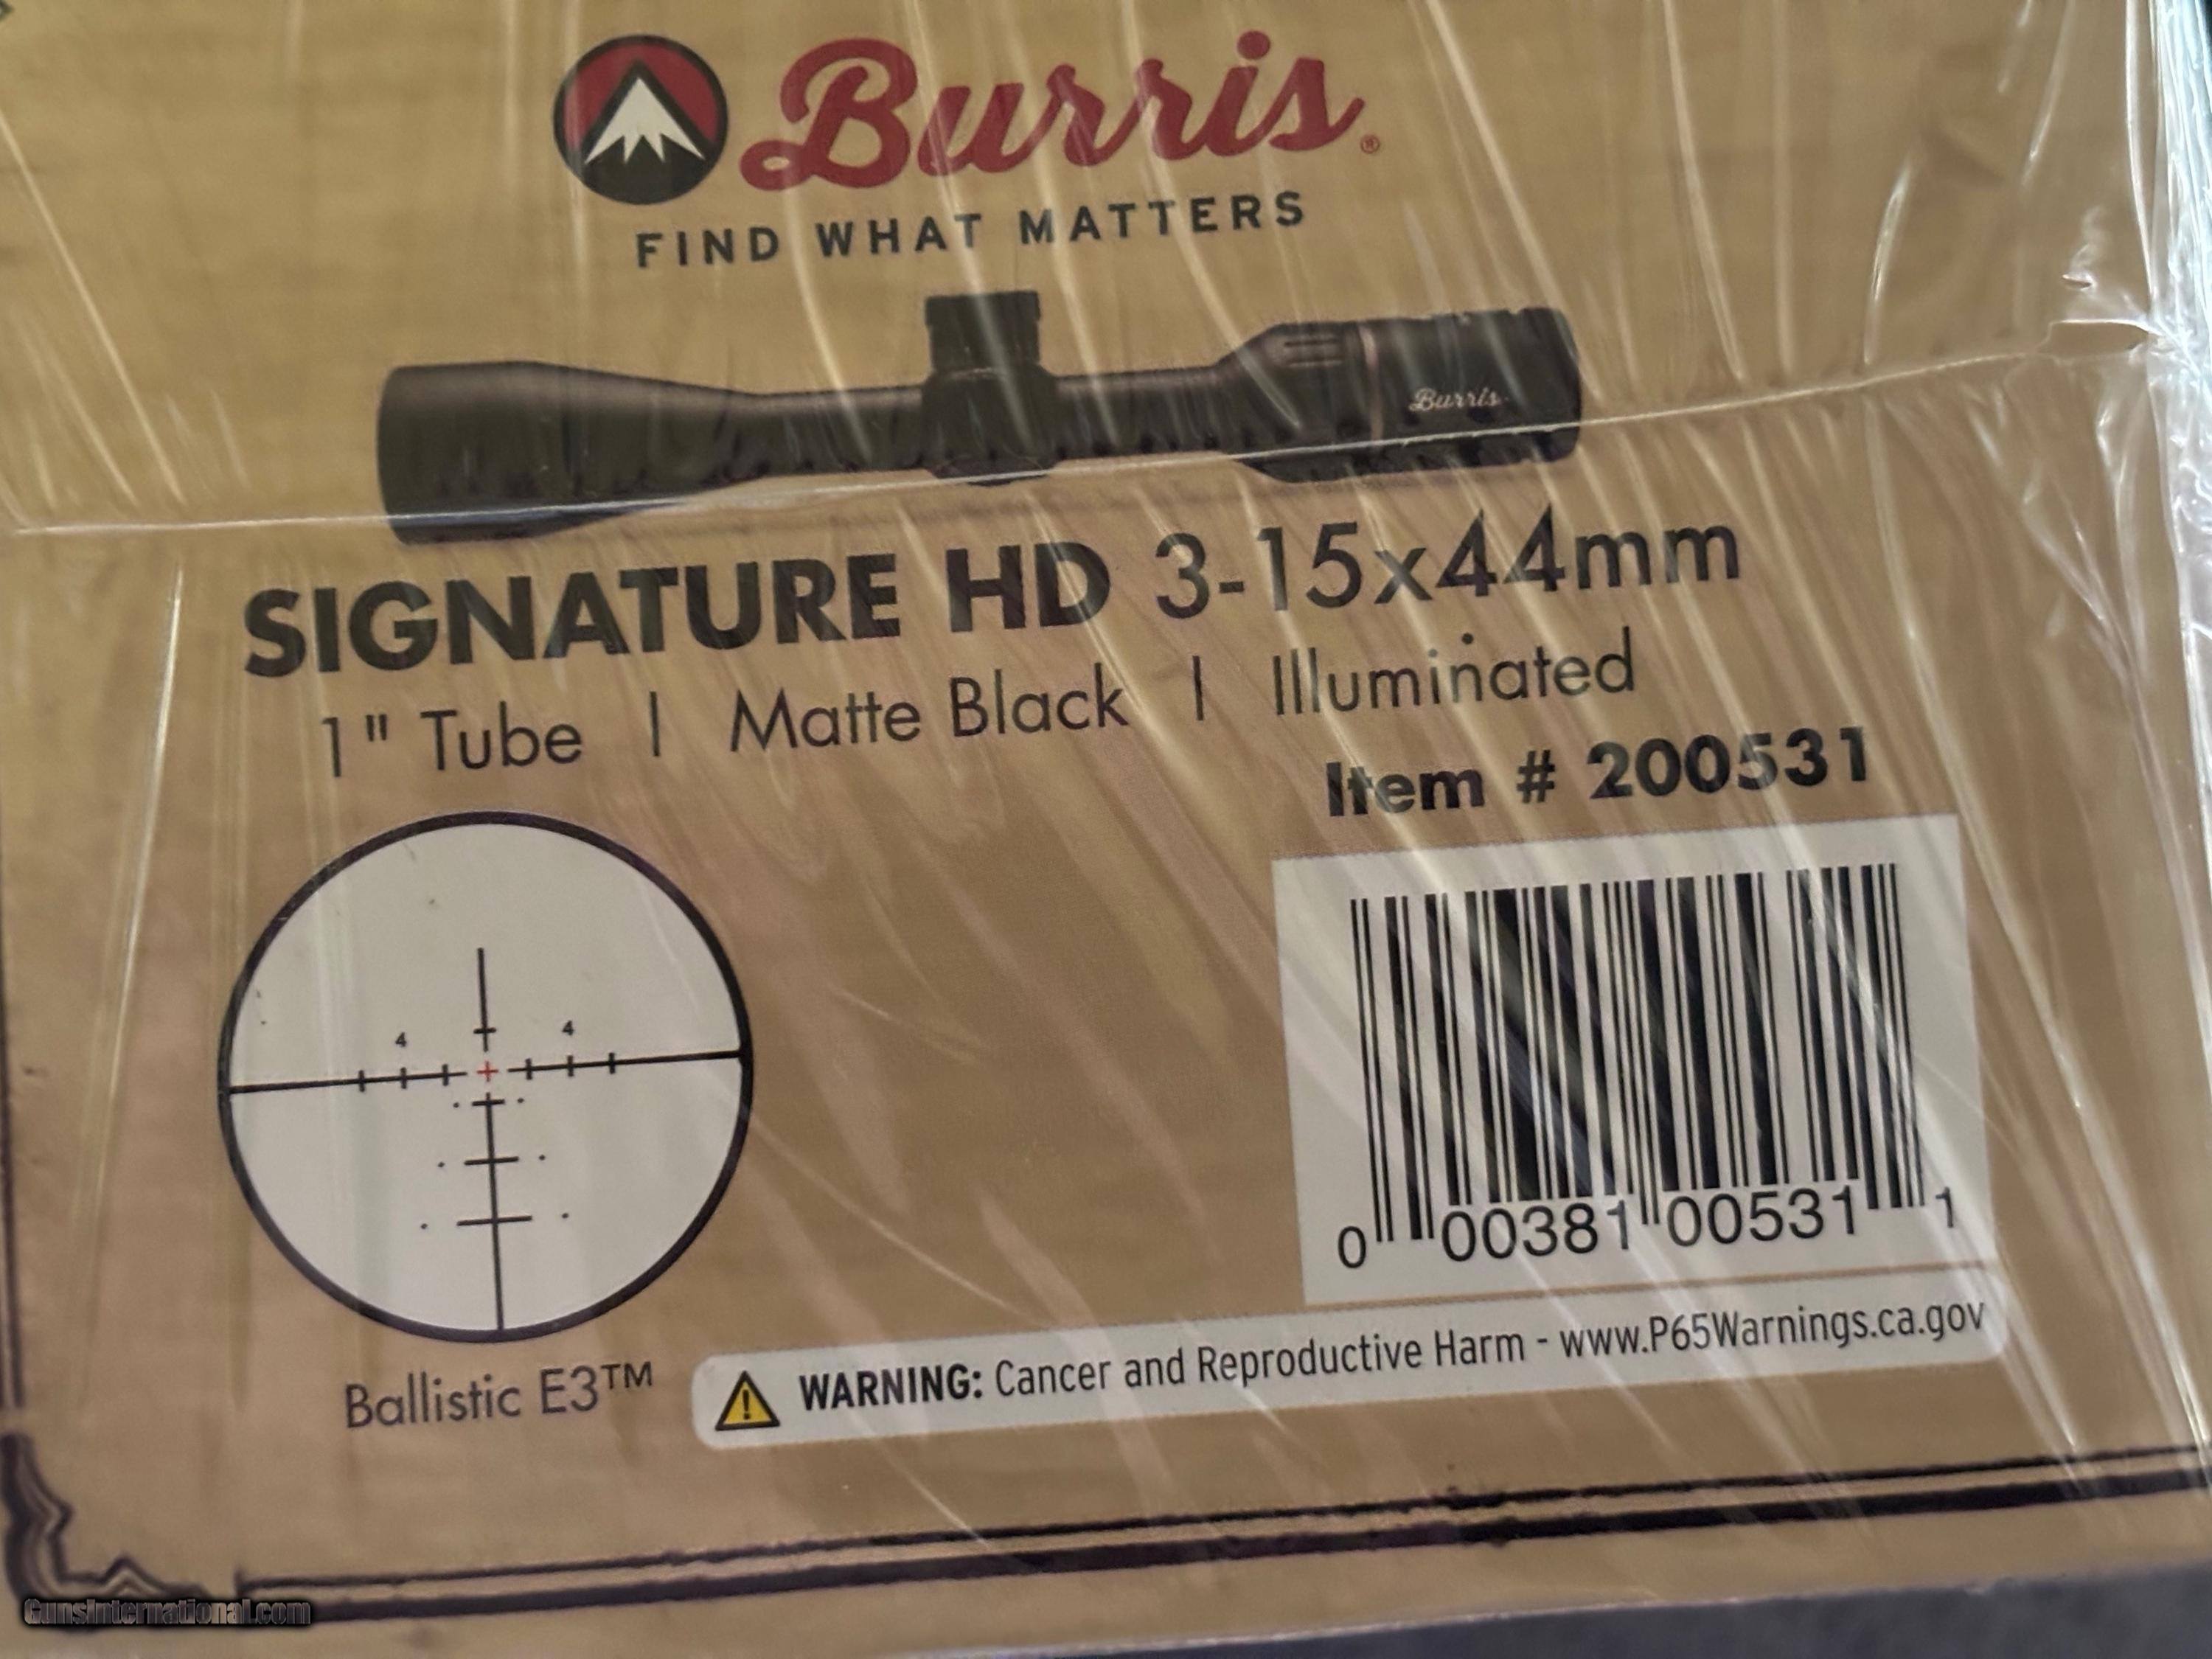 Burris®
FIND WHAT MATTERS
Burris
SIGNATURE HD 3-15x44mm
1" Tube | Matte Black | Illuminated
Item # 200531
4 4
0 00381 00531 1
Ballistic E3™
WARNING: Cancer and Reproductive Harm - www.P65Warnings.ca.gov
GunsInternational.com